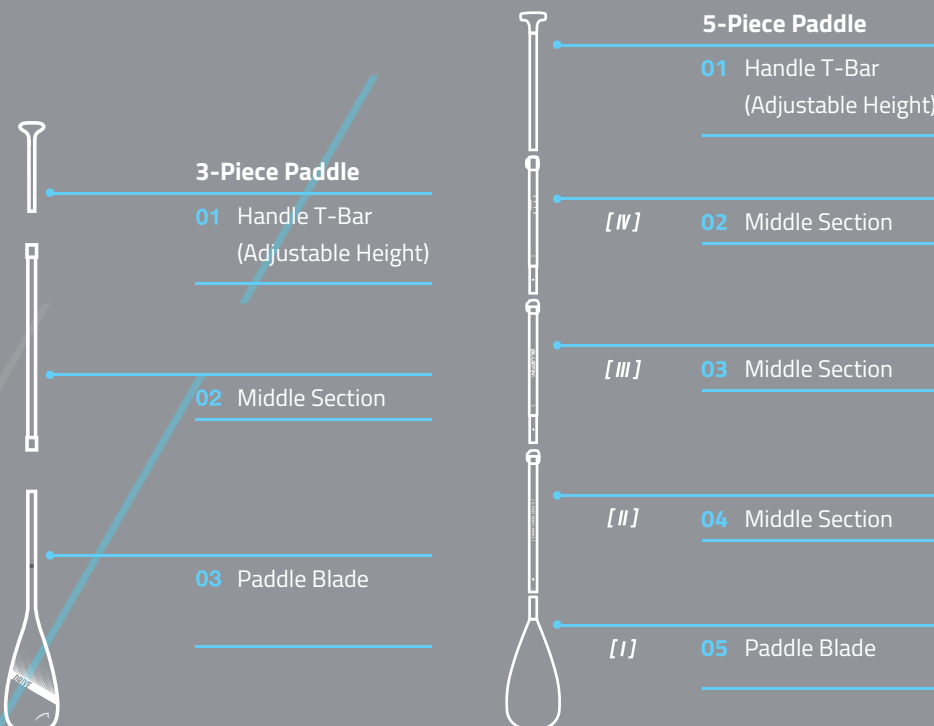 3-Piece Paddle
01 Handle T-Bar
(Adjustable Height)
02 Middle Section
03 Paddle Blade
DRIVE
5-Piece Paddle
01 Handle T-Bar
(Adjustable Height)
[IV] 02 Middle Section
[III] 03 Middle Section
[II] 04 Middle Section
[I] 05 Paddle Blade